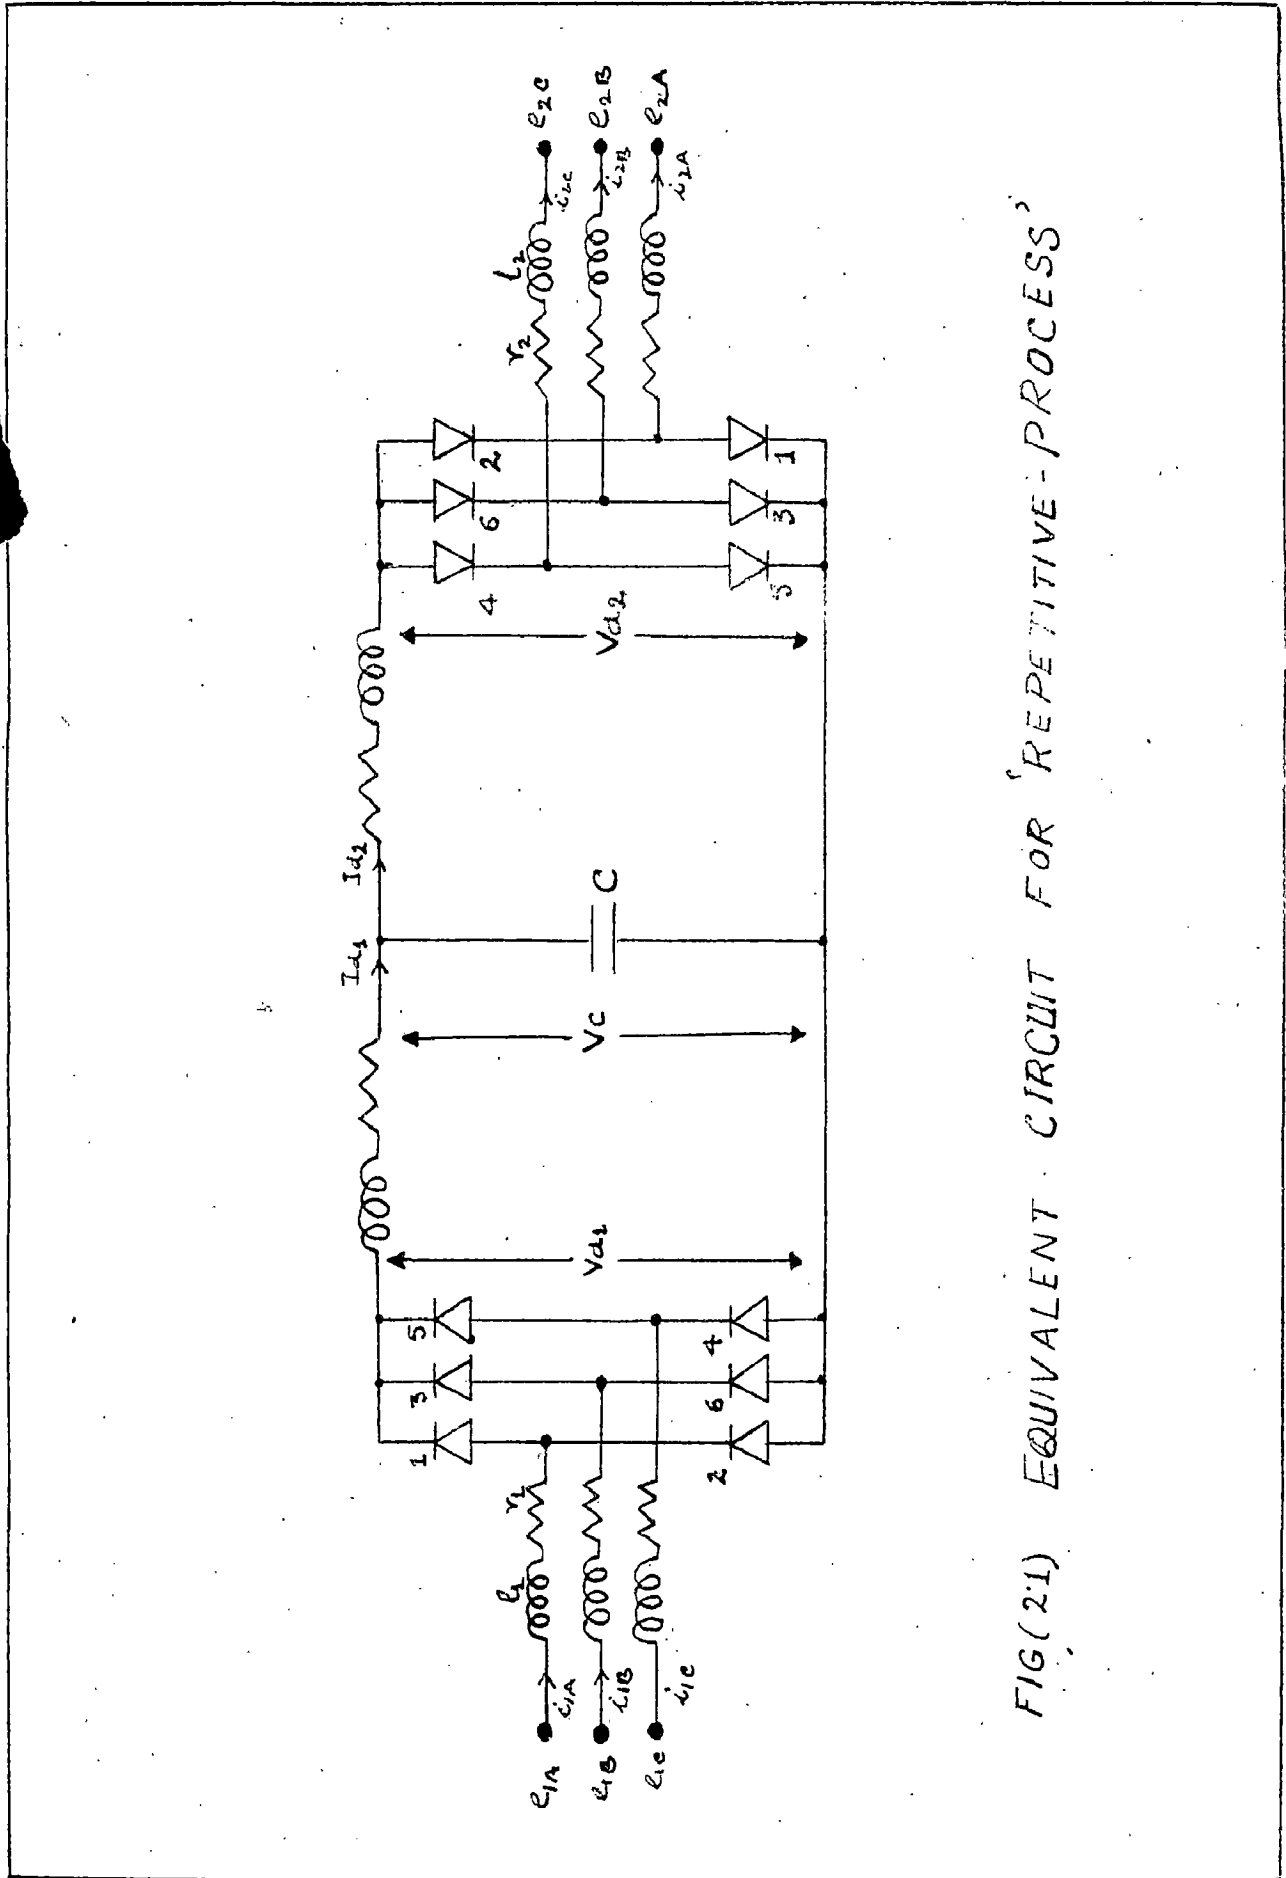 Id1 Id2
1 3 5
4 6 2
l1 r1
r2 L2
e1A
i1A
e1B
i1B
e1c
i1c
Vd1
Vc
C
Vd2
e2C
i2C
e2B
i2B
e2A
i2A
2 6 4
5 3 1
FIG(2.1) EQUIVALENT CIRCUIT FOR 'REPETITIVE-PROCESS'